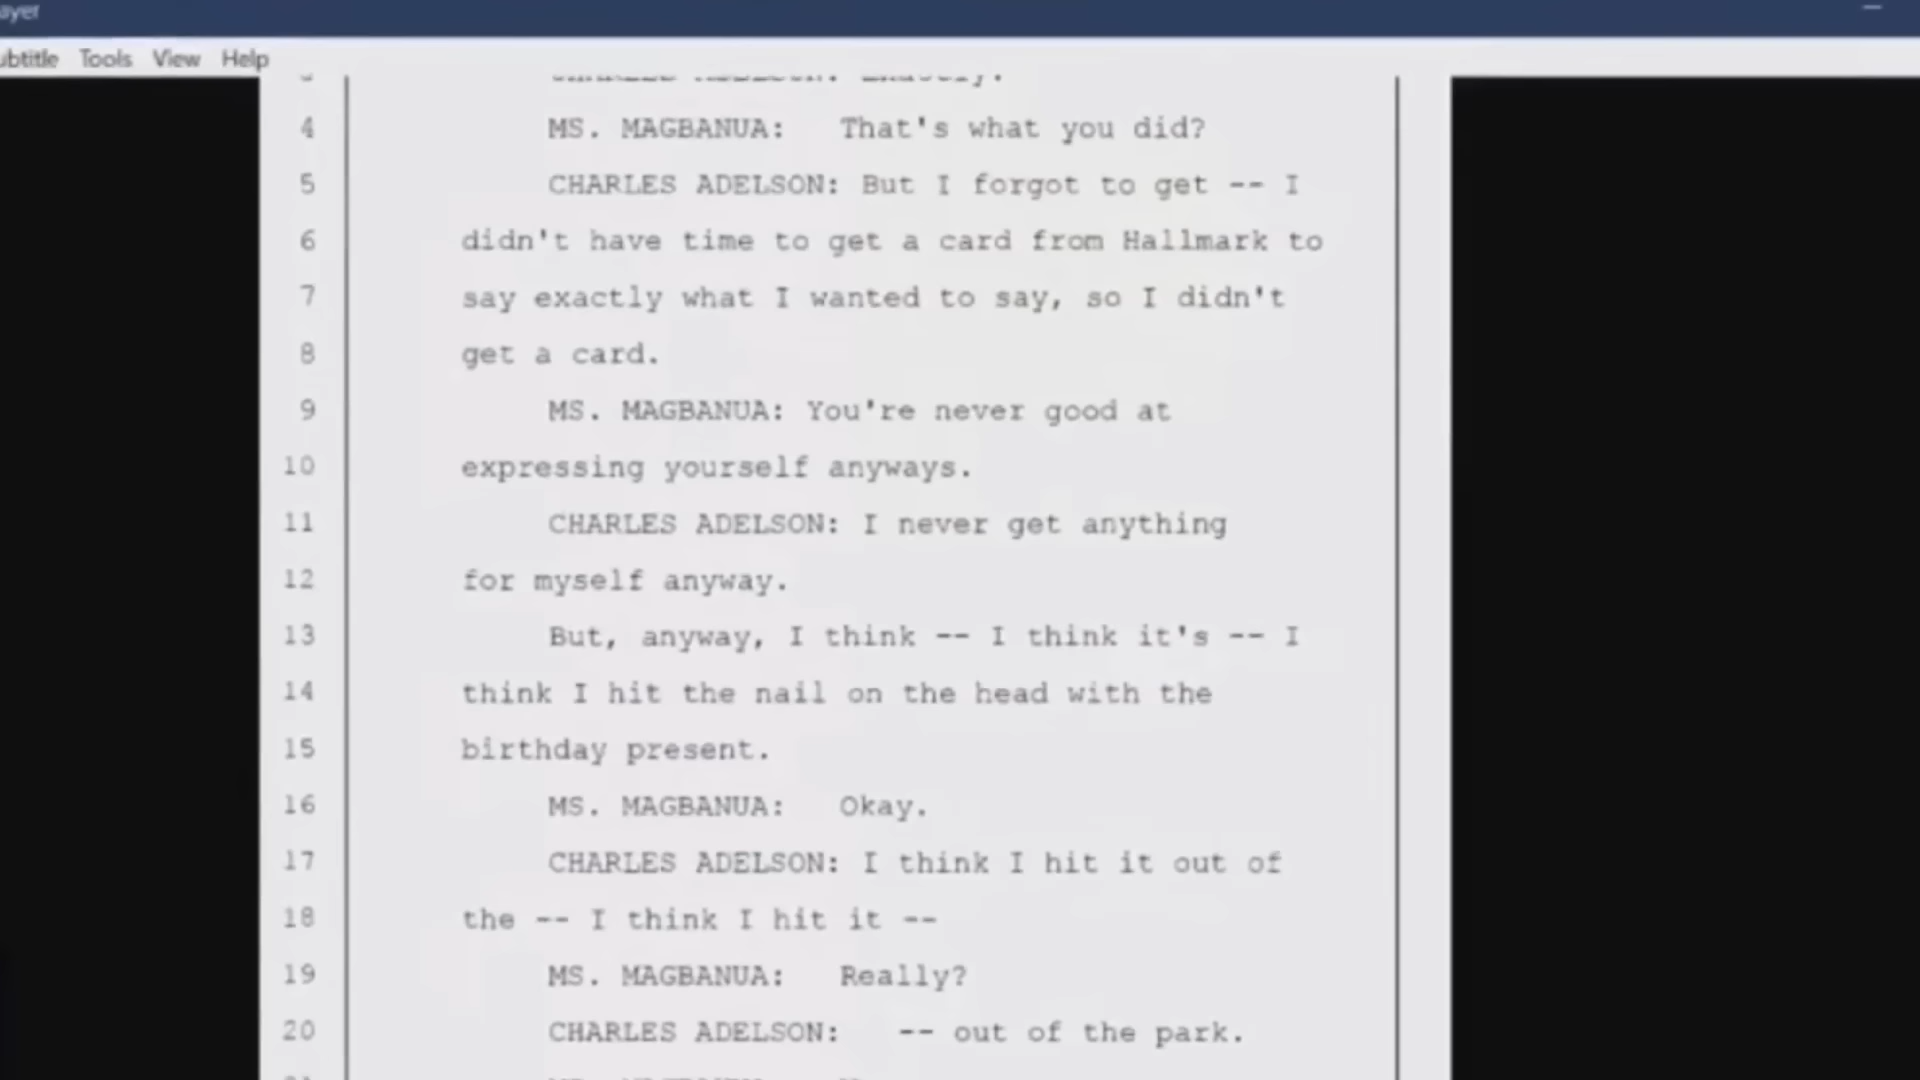 ayer
ubtitle Tools View Help
4 MS. MAGBANUA: That's what you did?
5 CHARLES ADELSON: But I forgot to get -- I
6 didn't have time to get a card from Hallmark to
7 say exactly what I wanted to say, so I didn't
8 get a card.
9 MS. MAGBANUA: You're never good at
10 expressing yourself anyways.
11 CHARLES ADELSON: I never get anything
12 for myself anyway.
13 But, anyway, I think -- I think it's -- I
14 think I hit the nail on the head with the
15 birthday present.
16 MS. MAGBANUA: Okay.
17 CHARLES ADELSON: I think I hit it out of
18 the -- I think I hit it --
19 MS. MAGBANUA: Really?
20 CHARLES ADELSON: -- out of the park.